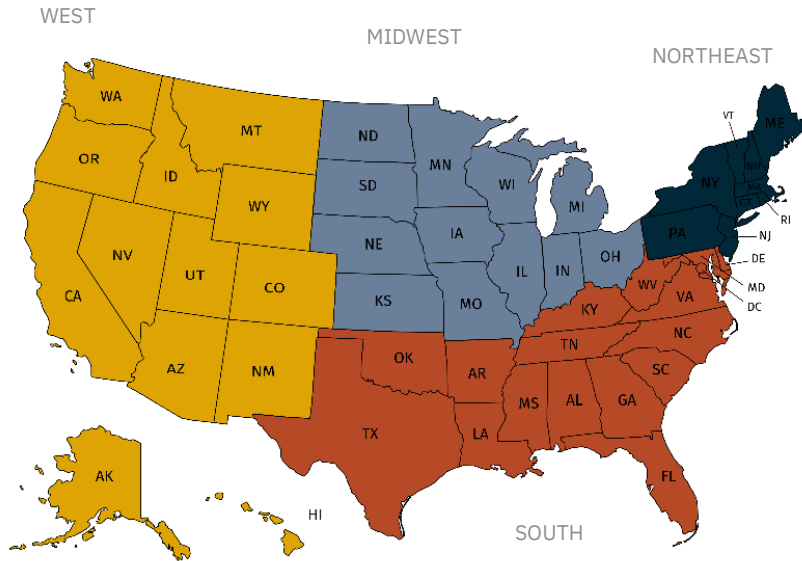 WEST
MIDWEST
NORTHEAST
WA
MT
ND
MN
VT
ME
OR
ID
SD
WI
MI
NY
NH
MA
CT
RI
WY
NE
IA
PA
NJ
NV
UT
CO
IL
IN
OH
DE
MD
DC
CA
KS
MO
WV
VA
KY
AZ
NM
OK
AR
TN
NC
SC
MS
AL
GA
TX
LA
FL
AK
HI
SOUTH